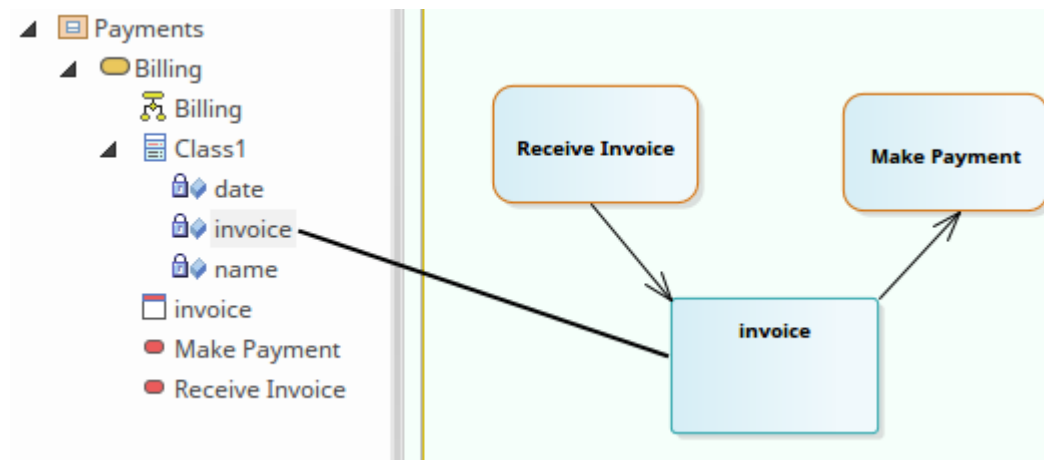 Payments
Billing
Billing
Class1
date
invoice
name
invoice
Make Payment
Receive Invoice
Receive Invoice
Make Payment
invoice